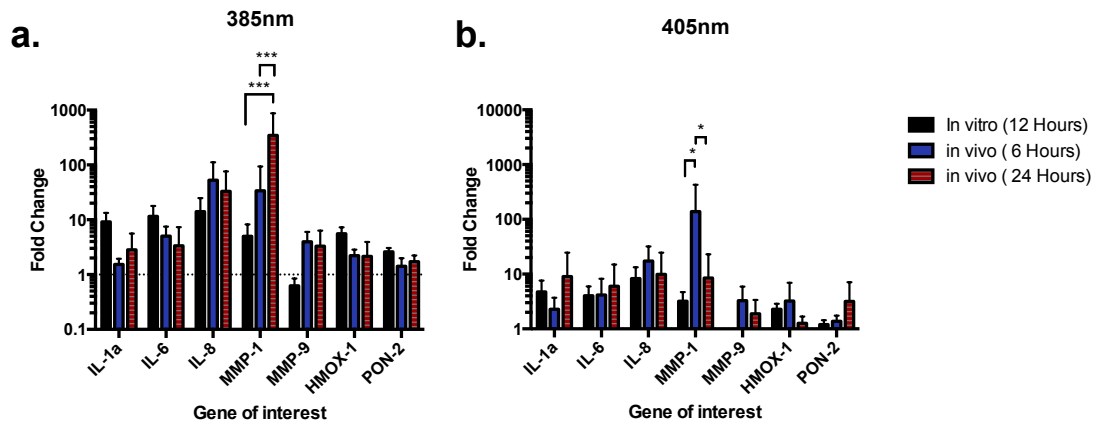 a.
385nm
***
***
Fold Change
1000
100
10
1
0.1
IL-1a
IL-6
IL-8
MMP-1
MMP-9
HMOX-1
PON-2
Gene of interest
b.
405nm
*
*
Fold Change
10000
1000
100
10
1
IL-1a
IL-6
IL-8
MMP-1
MMP-9
HMOX-1
PON-2
Gene of interest
In vitro (12 Hours)
in vivo ( 6 Hours)
in vivo ( 24 Hours)